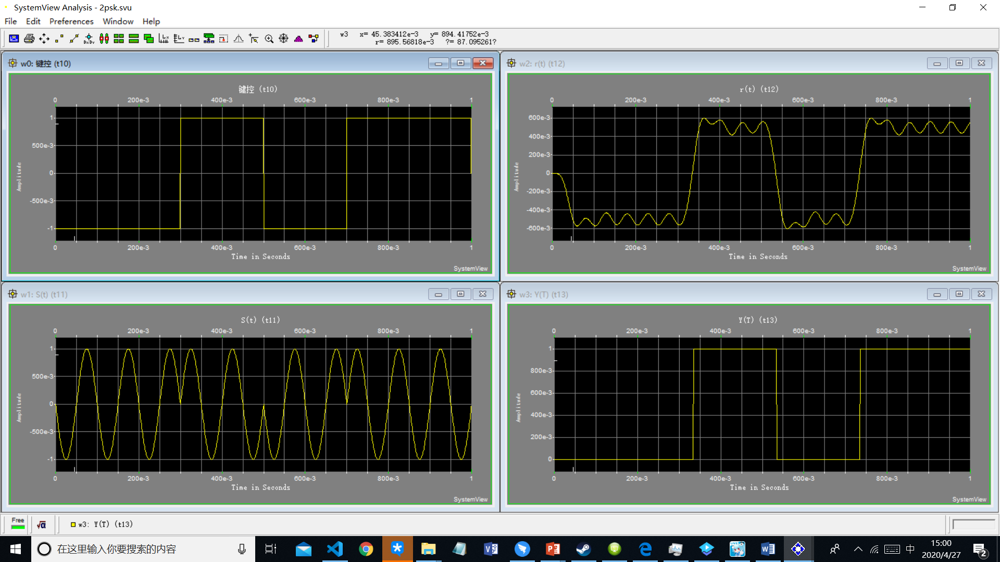 SystemView Analysis - 2psk.svu
File Edit Preferences Window Help
w3 x= 45.383412e-3 y= 894.41752e-3
r= 895.56818e-3 ?= 87.095261?
w0: 键控 (t10)
键控 (t10)
0 200e-3 400e-3 600e-3 800e-3 1
1
500e-3
0
-500e-3
-1
Amplitude
0 200e-3 400e-3 600e-3 800e-3 1
Time in Seconds
SystemView
w2: r(t) (t12)
r(t) (t12)
0 200e-3 400e-3 600e-3 800e-3 1
600e-3
400e-3
200e-3
0
-200e-3
-400e-3
-600e-3
Amplitude
0 200e-3 400e-3 600e-3 800e-3 1
Time in Seconds
SystemView
w1: S(t) (t11)
S(t) (t11)
0 200e-3 400e-3 600e-3 800e-3 1
1
500e-3
0
-500e-3
-1
Amplitude
0 200e-3 400e-3 600e-3 800e-3 1
Time in Seconds
SystemView
w3: Y(T) (t13)
Y(T) (t13)
0 200e-3 400e-3 600e-3 800e-3 1
1
800e-3
600e-3
400e-3
200e-3
0
Amplitude
0 200e-3 400e-3 600e-3 800e-3 1
Time in Seconds
SystemView
Free
√α
w3: Y(T) (t13)
在这里输入你要搜索的内容
中
15:00
2020/4/27
2